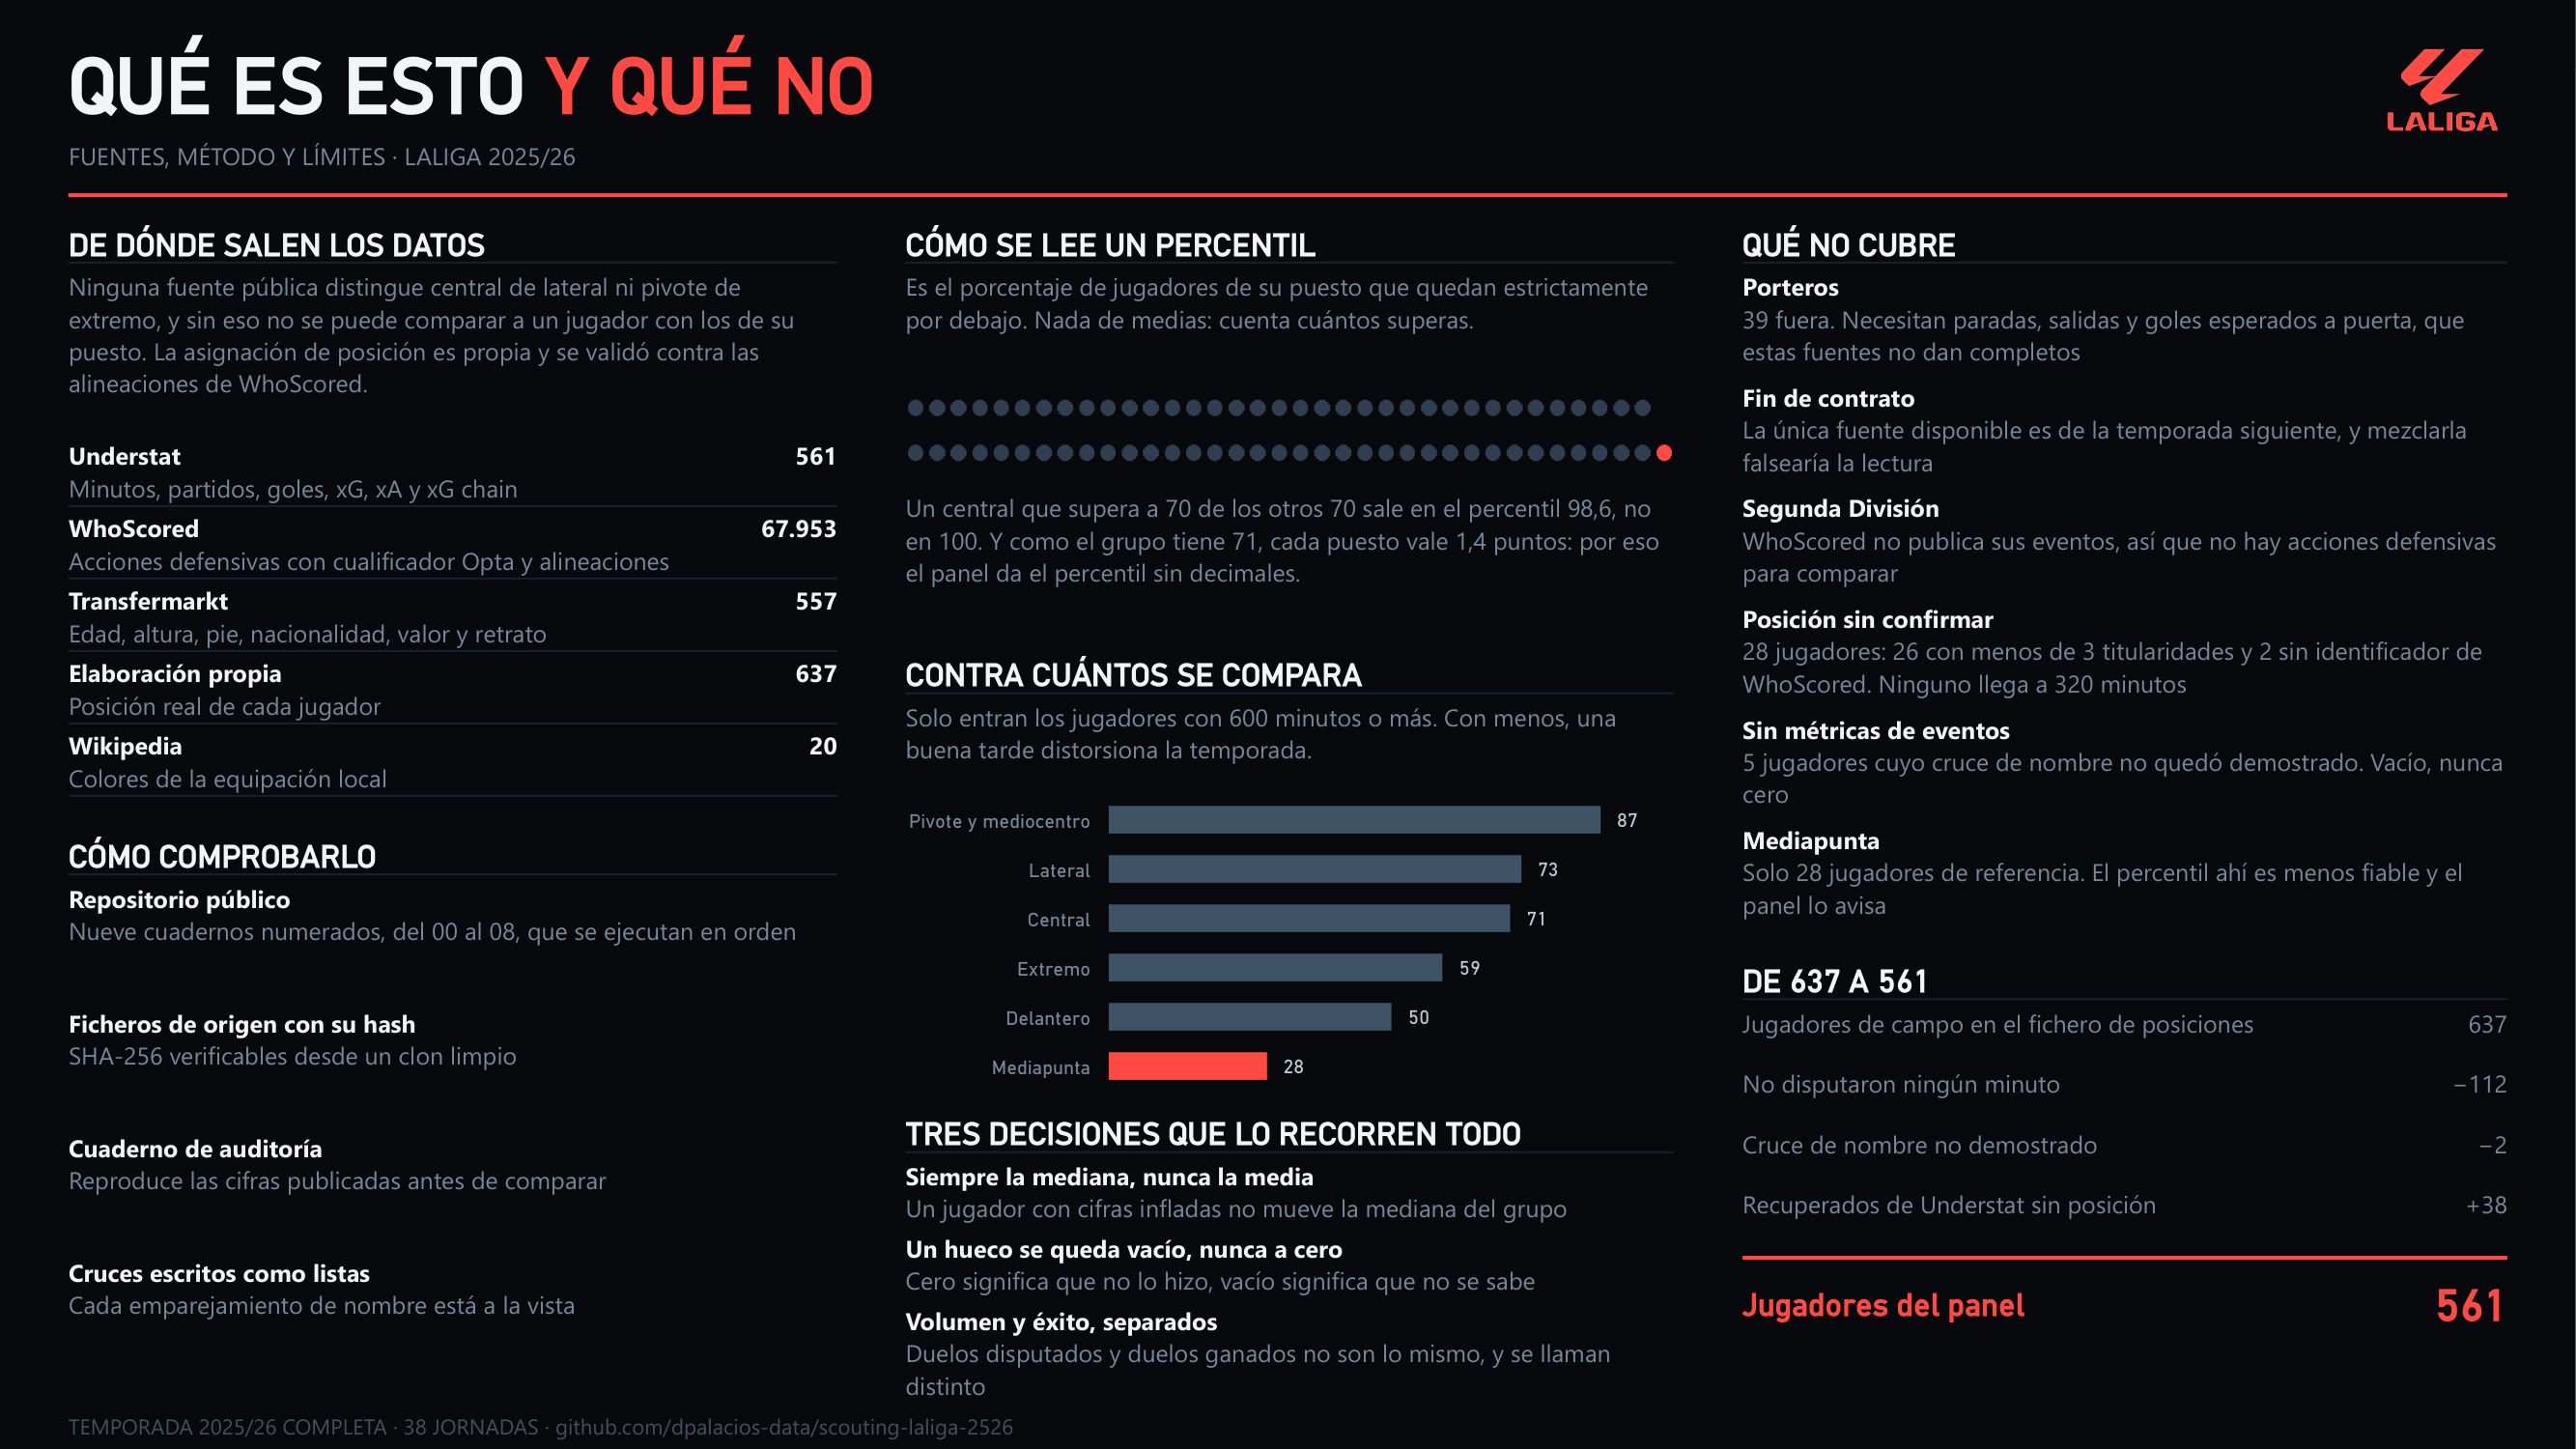 QUÉ ES ESTO Y QUÉ NO
LALIGA
FUENTES, MÉTODO Y LÍMITES · LALIGA 2025/26
DE DÓNDE SALEN LOS DATOS
Ninguna fuente pública distingue central de lateral ni pivote de
extremo, y sin eso no se puede comparar a un jugador con los de su
puesto. La asignación de posición es propia y se validó contra las
alineaciones de WhoScored.
Understat 561
Minutos, partidos, goles, xG, xA y xG chain
WhoScored 67.953
Acciones defensivas con cualificador Opta y alineaciones
Transfermarkt 557
Edad, altura, pie, nacionalidad, valor y retrato
Elaboración propia 637
Posición real de cada jugador
Wikipedia 20
Colores de la equipación local
CÓMO COMPROBARLO
Repositorio público
Nueve cuadernos numerados, del 00 al 08, que se ejecutan en orden
Ficheros de origen con su hash
SHA-256 verificables desde un clon limpio
Cuaderno de auditoría
Reproduce las cifras publicadas antes de comparar
Cruces escritos como listas
Cada emparejamiento de nombre está a la vista
CÓMO SE LEE UN PERCENTIL
Es el porcentaje de jugadores de su puesto que quedan estrictamente
por debajo. Nada de medias: cuenta cuántos superas.
Un central que supera a 70 de los otros 70 sale en el percentil 98,6, no
en 100. Y como el grupo tiene 71, cada puesto vale 1,4 puntos: por eso
el panel da el percentil sin decimales.
CONTRA CUÁNTOS SE COMPARA
Solo entran los jugadores con 600 minutos o más. Con menos, una
buena tarde distorsiona la temporada.
Pivote y mediocentro 87
Lateral 73
Central 71
Extremo 59
Delantero 50
Mediapunta 28
TRES DECISIONES QUE LO RECORREN TODO
Siempre la mediana, nunca la media
Un jugador con cifras infladas no mueve la mediana del grupo
Un hueco se queda vacío, nunca a cero
Cero significa que no lo hizo, vacío significa que no se sabe
Volumen y éxito, separados
Duelos disputados y duelos ganados no son lo mismo, y se llaman
distinto
QUÉ NO CUBRE
Porteros
39 fuera. Necesitan paradas, salidas y goles esperados a puerta, que
estas fuentes no dan completos
Fin de contrato
La única fuente disponible es de la temporada siguiente, y mezclarla
falsearía la lectura
Segunda División
WhoScored no publica sus eventos, así que no hay acciones defensivas
para comparar
Posición sin confirmar
28 jugadores: 26 con menos de 3 titularidades y 2 sin identificador de
WhoScored. Ninguno llega a 320 minutos
Sin métricas de eventos
5 jugadores cuyo cruce de nombre no quedó demostrado. Vacío, nunca
cero
Mediapunta
Solo 28 jugadores de referencia. El percentil ahí es menos fiable y el
panel lo avisa
DE 637 A 561
Jugadores de campo en el fichero de posiciones 637
No disputaron ningún minuto −112
Cruce de nombre no demostrado −2
Recuperados de Understat sin posición +38
Jugadores del panel 561
TEMPORADA 2025/26 COMPLETA · 38 JORNADAS · github.com/dpalacios-data/scouting-laliga-2526